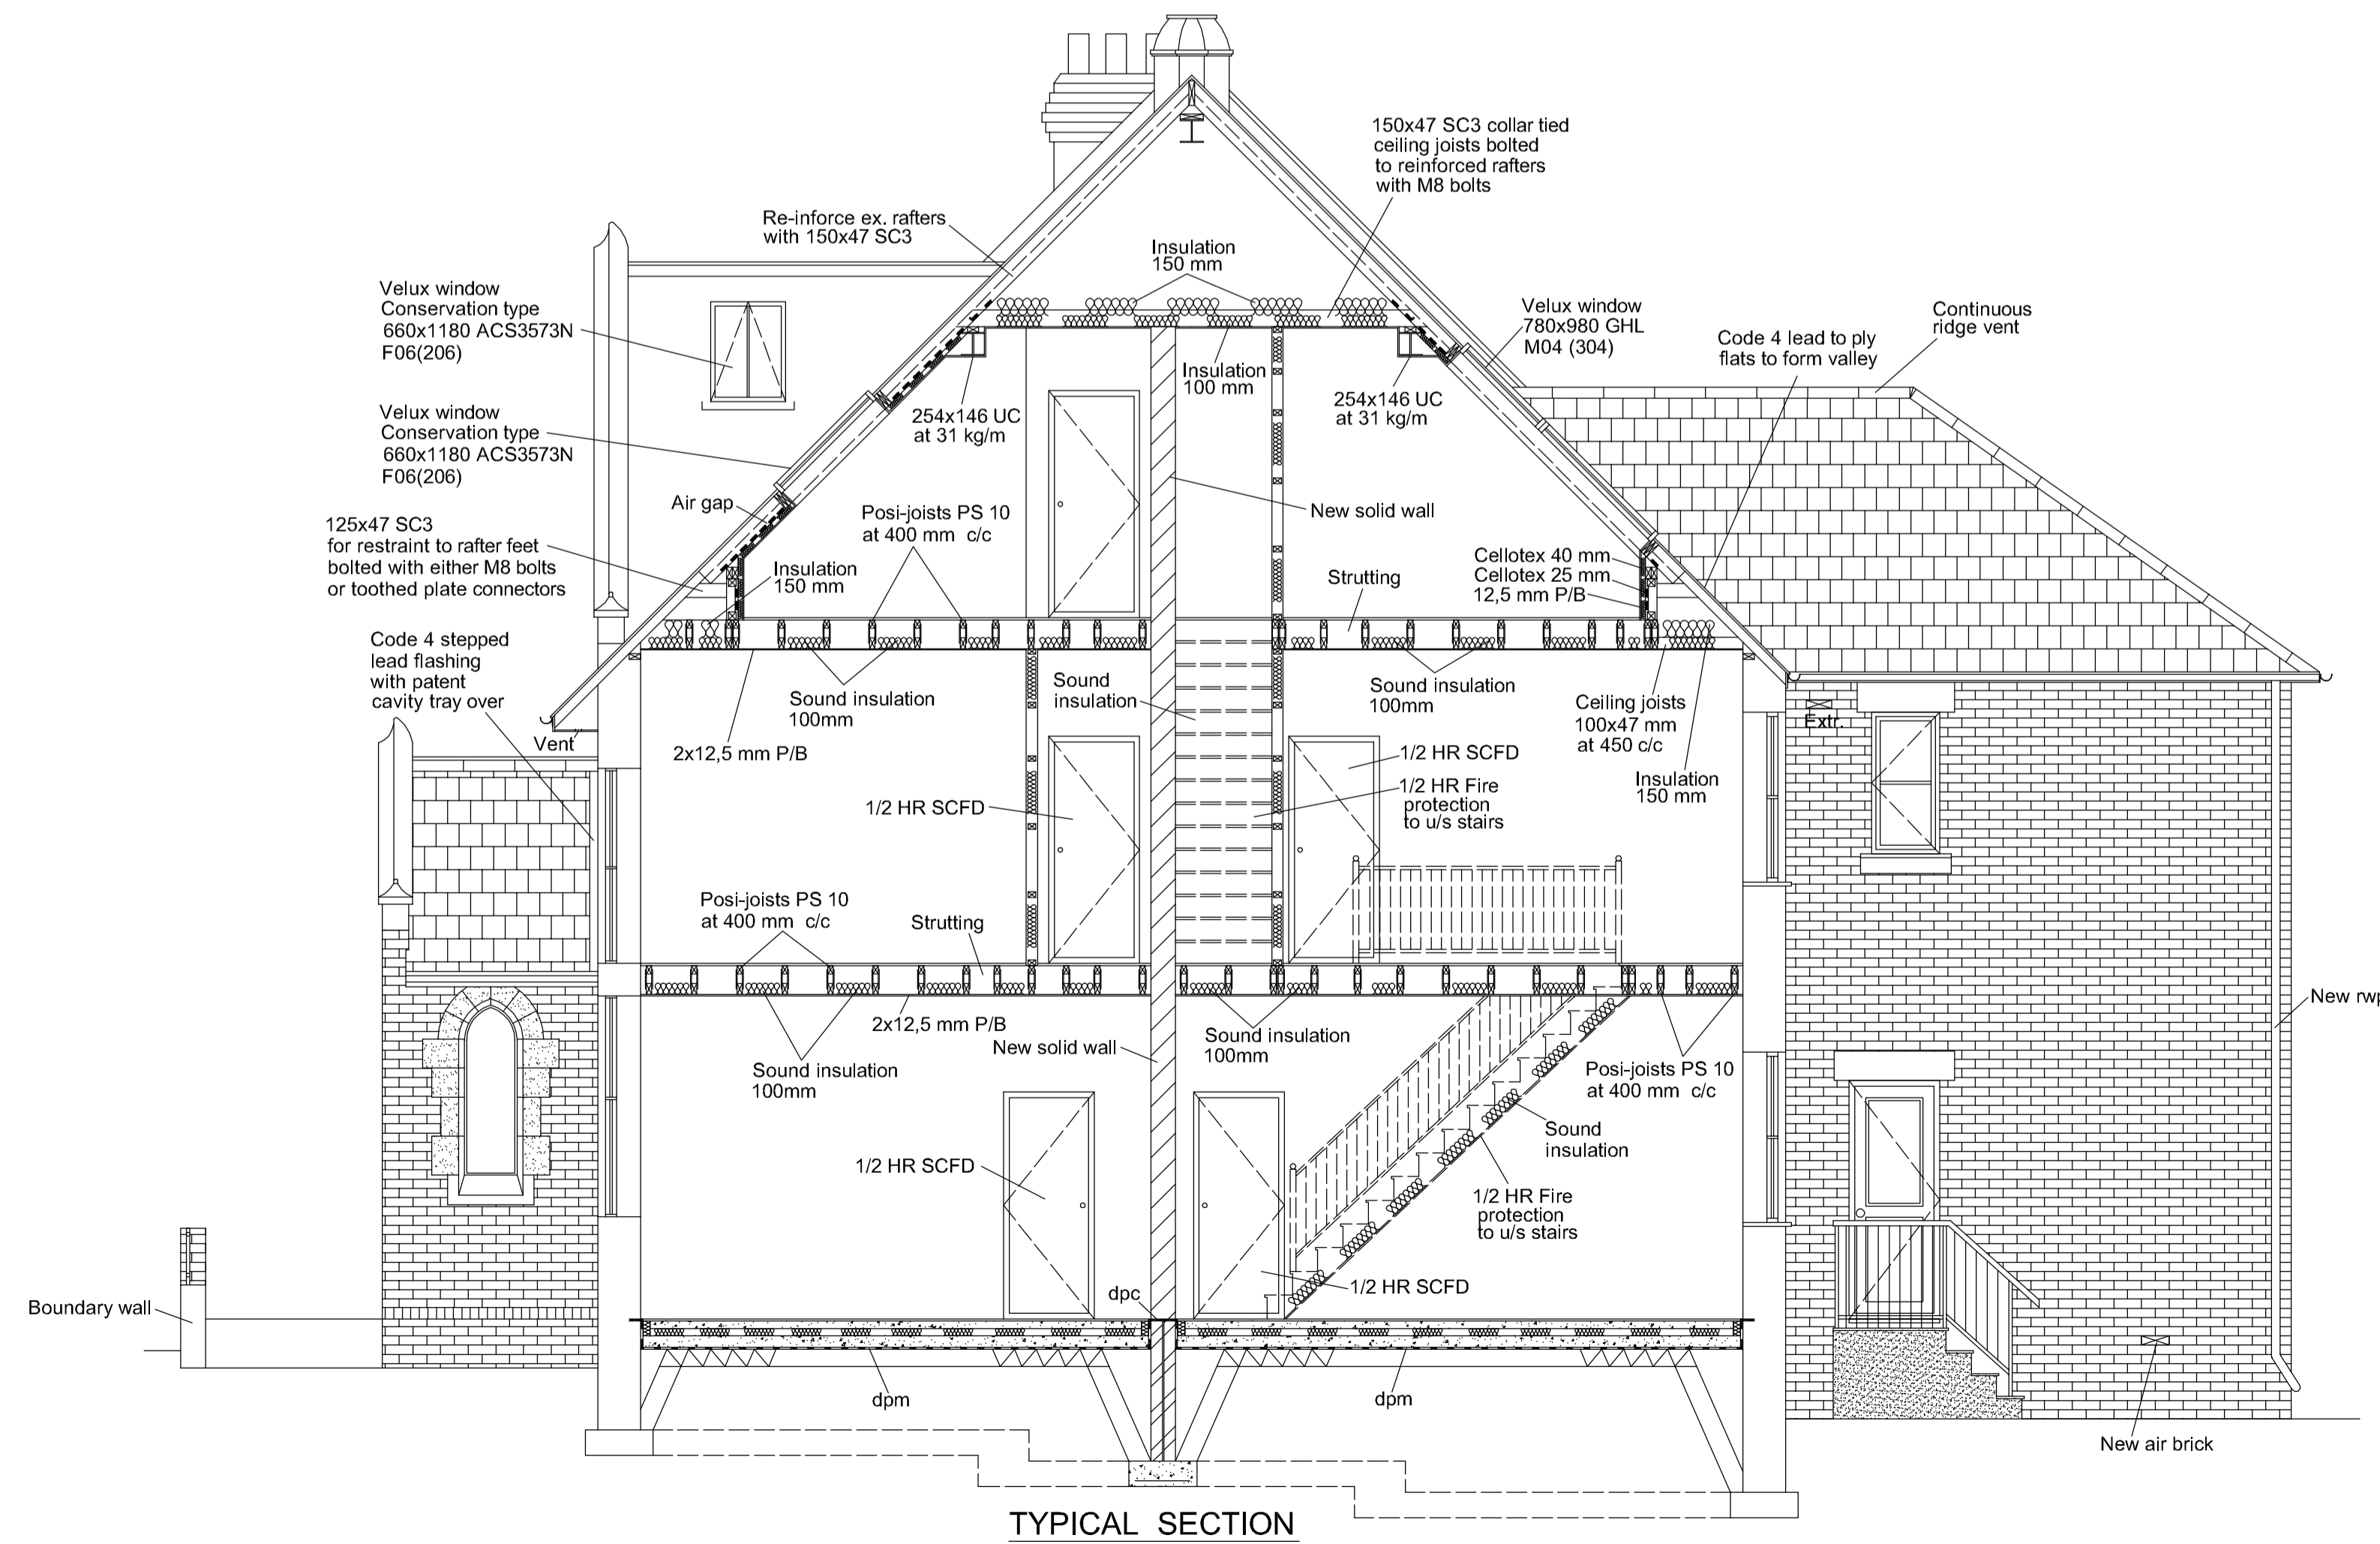 150x47 SC3 collar tied
ceiling joists bolted
to reinforced rafters
with M8 bolts
Re-inforce ex. rafters
with 150x47 SC3
Insulation
150 mm
Velux window
Conservation type
660x1180 ACS3573N
F06(206)
Velux window
780x980 GHL
M04 (304)
Continuous
ridge vent
Code 4 lead to ply
flats to form valley
Insulation
100 mm
254x146 UC
at 31 kg/m
254x146 UC
at 31 kg/m
Velux window
Conservation type
660x1180 ACS3573N
F06(206)
Air gap
Posi-joists PS 10
at 400 mm c/c
New solid wall
125x47 SC3
for restraint to rafter feet
bolted with either M8 bolts
or toothed plate connectors
Insulation
150 mm
Strutting
Cellotex 40 mm
Cellotex 25 mm
12,5 mm P/B
Code 4 stepped
lead flashing
with patent
cavity tray over
Sound insulation
100mm
Sound
insulation
Sound insulation
100mm
Ceiling joists
100x47 mm
at 450 c/c
Extr.
Vent
2x12,5 mm P/B
1/2 HR SCFD
1/2 HR SCFD
1/2 HR Fire
protection
to u/s stairs
Insulation
150 mm
Posi-joists PS 10
at 400 mm c/c
Strutting
New rwp
2x12,5 mm P/B
New solid wall
Sound insulation
100mm
Sound insulation
100mm
Posi-joists PS 10
at 400 mm c/c
Sound
insulation
1/2 HR SCFD
1/2 HR Fire
protection
to u/s stairs
1/2 HR SCFD
dpc
Boundary wall
dpm
dpm
New air brick
TYPICAL SECTION